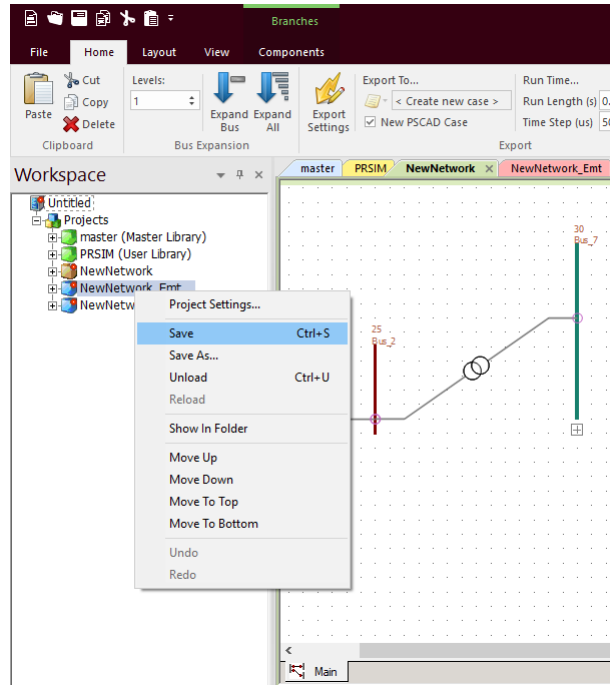 Branches
File Home Layout View Components
Paste
Cut
Copy
Delete
Clipboard
Levels:
1
Expand Bus
Expand All
Bus Expansion
Export Settings
Export To...
< Create new case >
New PSCAD Case
Run Time...
Run Length (s) 0.
Time Step (us) 50
Export
Workspace
master PRSIM NewNetwork × NewNetwork_Emt
Untitled
Projects
master (Master Library)
PRSIM (User Library)
NewNetwork
NewNetwork_Emt
NewNetw
Project Settings...
Save Ctrl+S
Save As...
Unload Ctrl+U
Reload
Show In Folder
Move Up
Move Down
Move To Top
Move To Bottom
Undo
Redo
30
Bus_7
25
Bus_2
Main